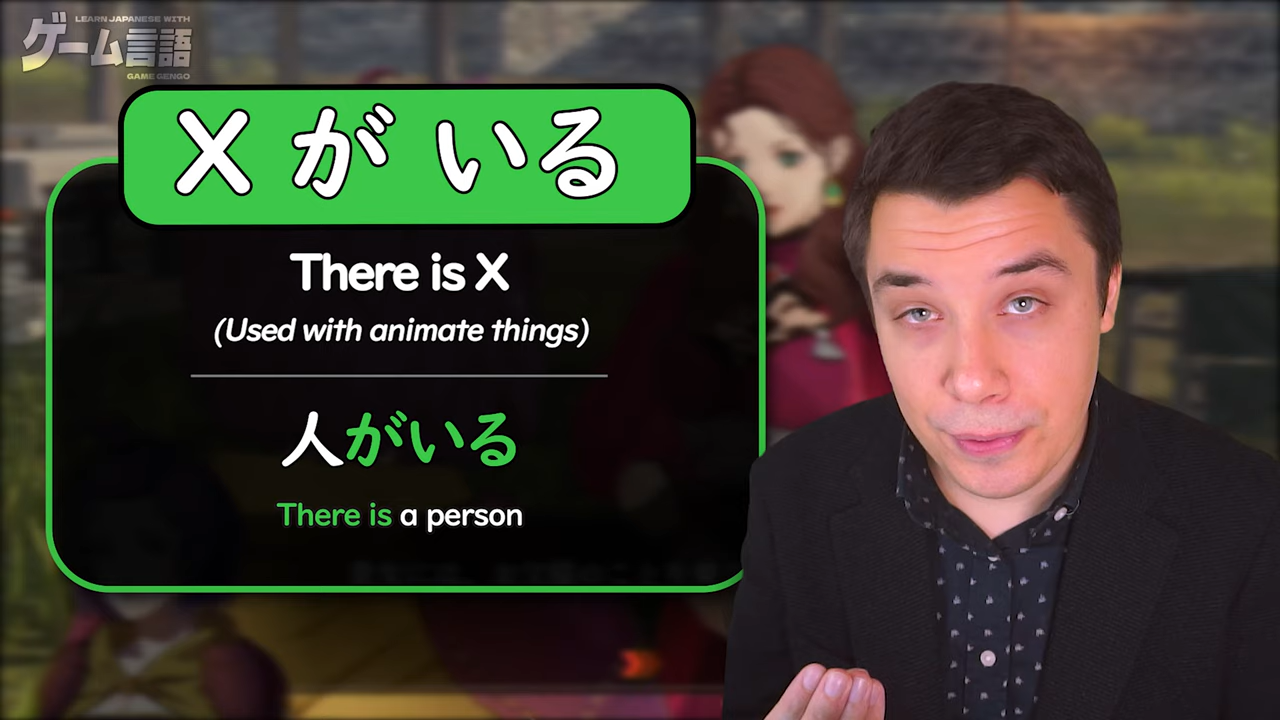 LEARN JAPANESE WITH
ゲーム言語
GAME GENGO
X が いる
There is X
(Used with animate things)
人がいる
There is a person